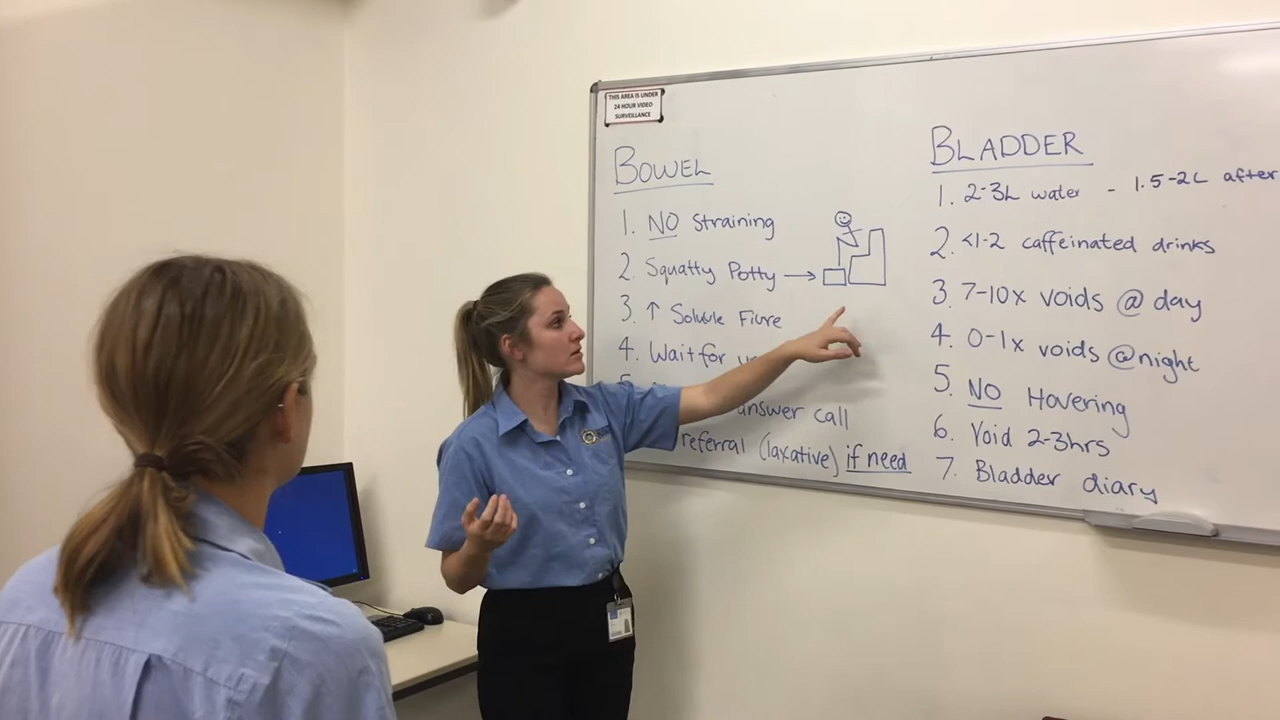 THIS AREA IS UNDER
24 HOUR VIDEO
SURVEILLANCE
BOWEL
1. NO Straining
2. Squatty Potty →
3. ↑ Soluble Fibre
4. Wait for
answer call
referral (laxative) if need
BLADDER
1. 2-3L water - 1.5-2L after
2. <1-2 caffeinated drinks
3. 7-10x voids @ day
4. 0-1x voids @night
5. NO Hovering
6. Void 2-3hrs
7. Bladder diary